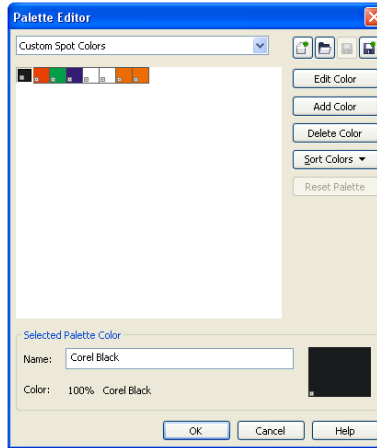 Palette Editor
Custom Spot Colors
Edit Color
Add Color
Delete Color
Sort Colors
Reset Palette
Selected Palette Color
Name: Corel Black
Color: 100% Corel Black
OK Cancel Help